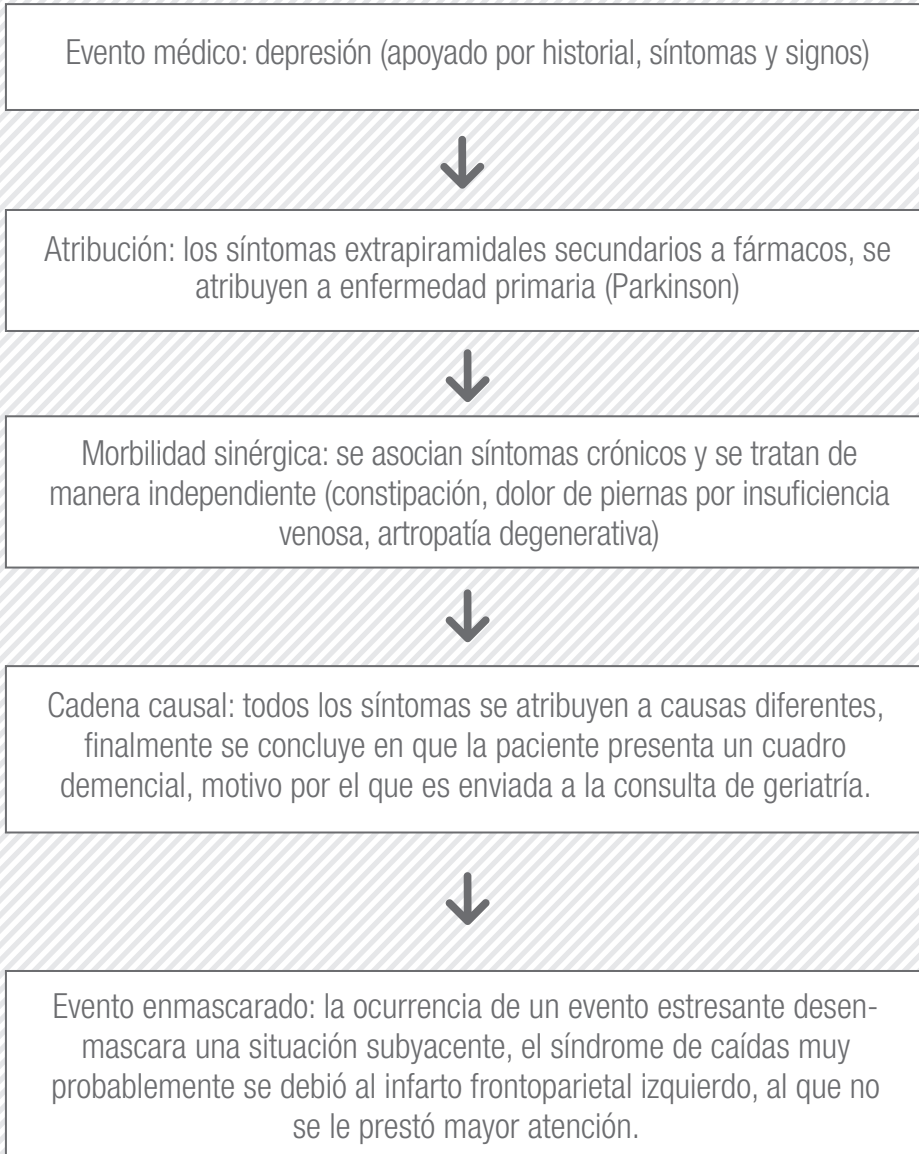 Evento médico: depresión (apoyado por historial, síntomas y signos)
Atribución: los síntomas extrapiramidales secundarios a fármacos, se
atribuyen a enfermedad primaria (Parkinson)
Morbilidad sinérgica: se asocian síntomas crónicos y se tratan de
manera independiente (constipación, dolor de piernas por insuficiencia
venosa, artropatía degenerativa)
Cadena causal: todos los síntomas se atribuyen a causas diferentes,
finalmente se concluye en que la paciente presenta un cuadro
demencial, motivo por el que es enviada a la consulta de geriatría.
Evento enmascarado: la ocurrencia de un evento estresante desen-
mascara una situación subyacente, el síndrome de caídas muy
probablemente se debió al infarto frontoparietal izquierdo, al que no
se le prestó mayor atención.